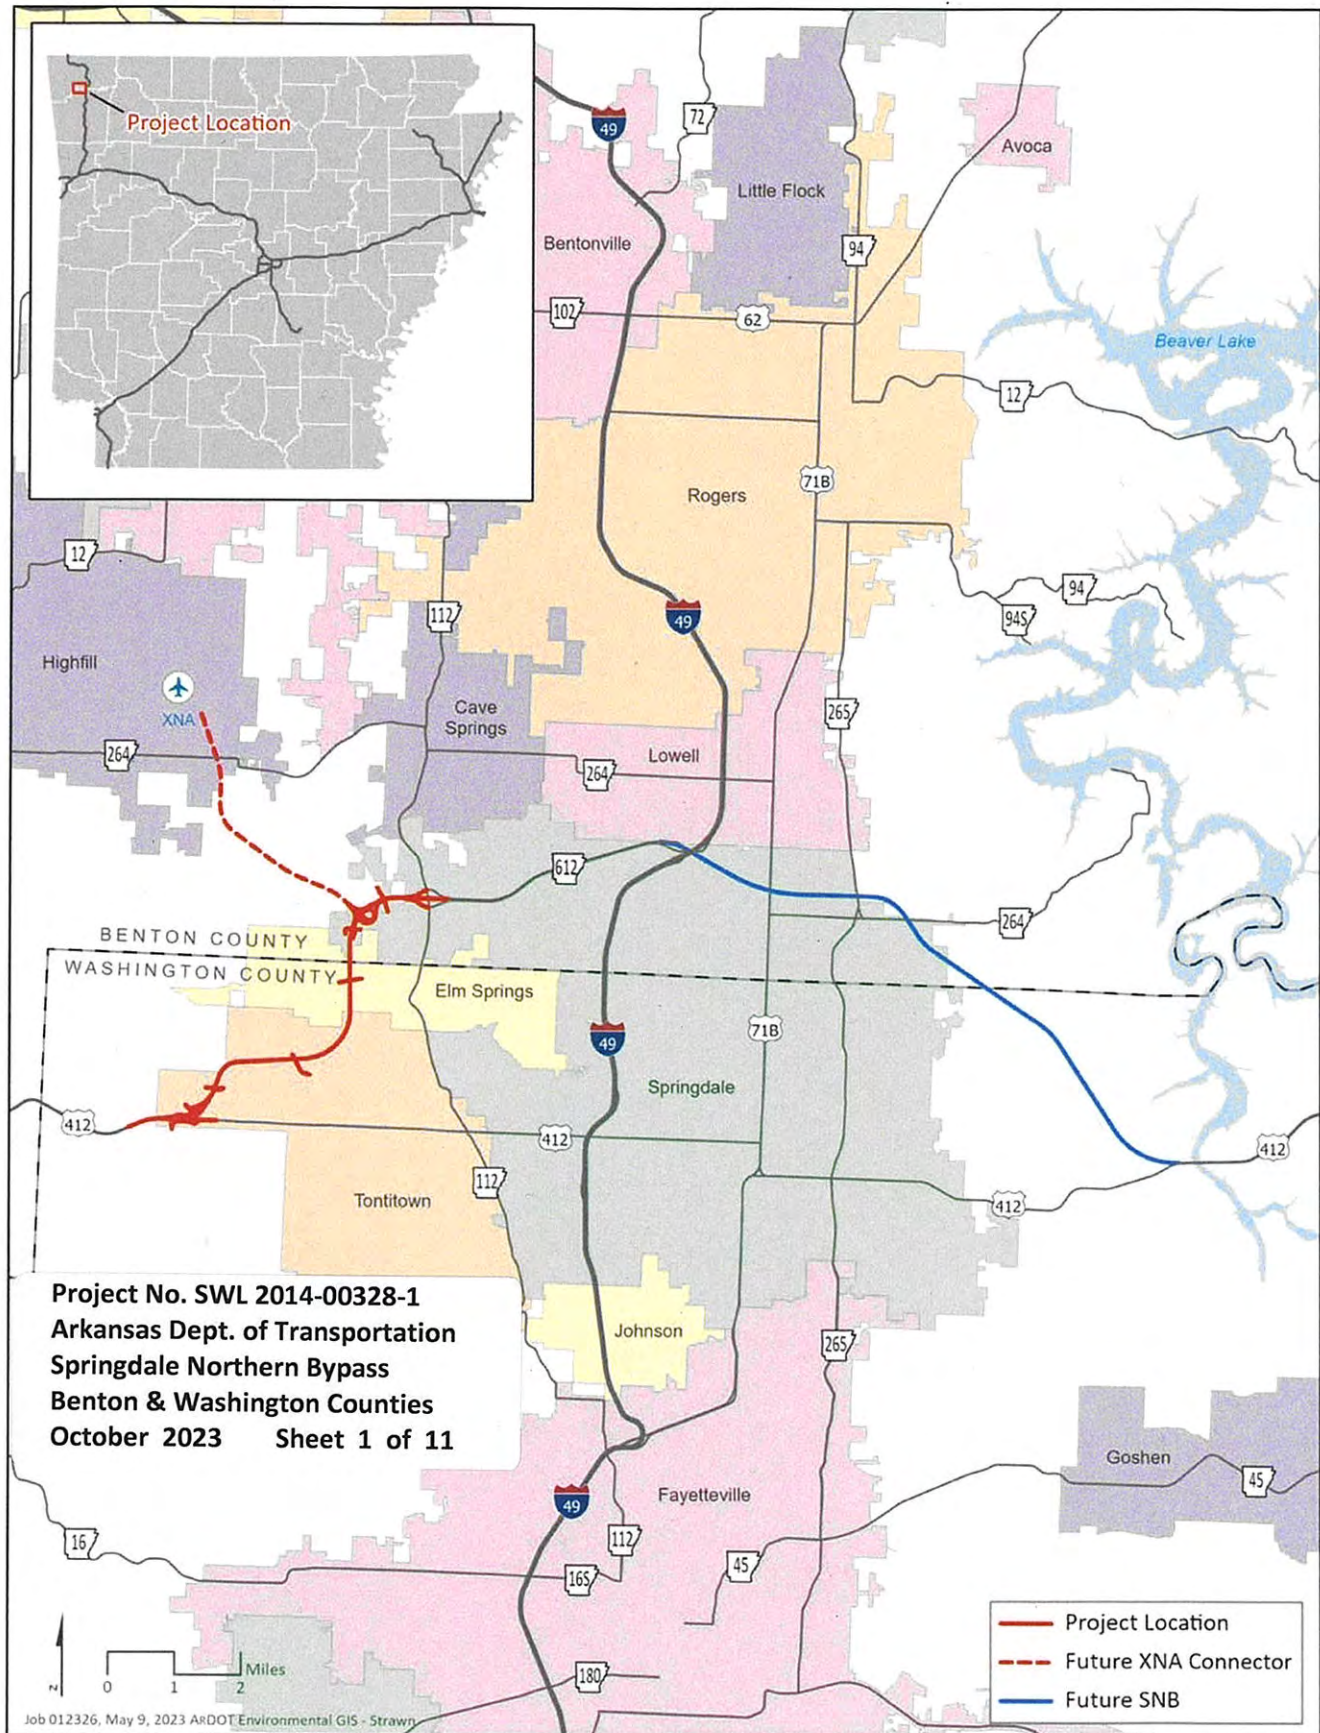 Project Location
49
72
Avoca
Little Flock
Bentonville
94
102
62
Beaver Lake
12
71B
Rogers
12
94
94S
112
49
Highfill
XNA
Cave
Springs
265
Lowell
264
264
612
264
BENTON COUNTY
WASHINGTON COUNTY
Elm Springs
49
71B
Springdale
412
412
412
112
412
Tontitown
Project No. SWL 2014-00328-1
Arkansas Dept. of Transportation
Springdale Northern Bypass
Benton & Washington Counties
October 2023 Sheet 1 of 11
Johnson
265
Goshen
45
Fayetteville
49
16
112
45
16S
180
Project Location
Future XNA Connector
Future SNB
N
Miles
0 1 2
Job 012326, May 9, 2023 ARDOT Environmental GIS - Strawn